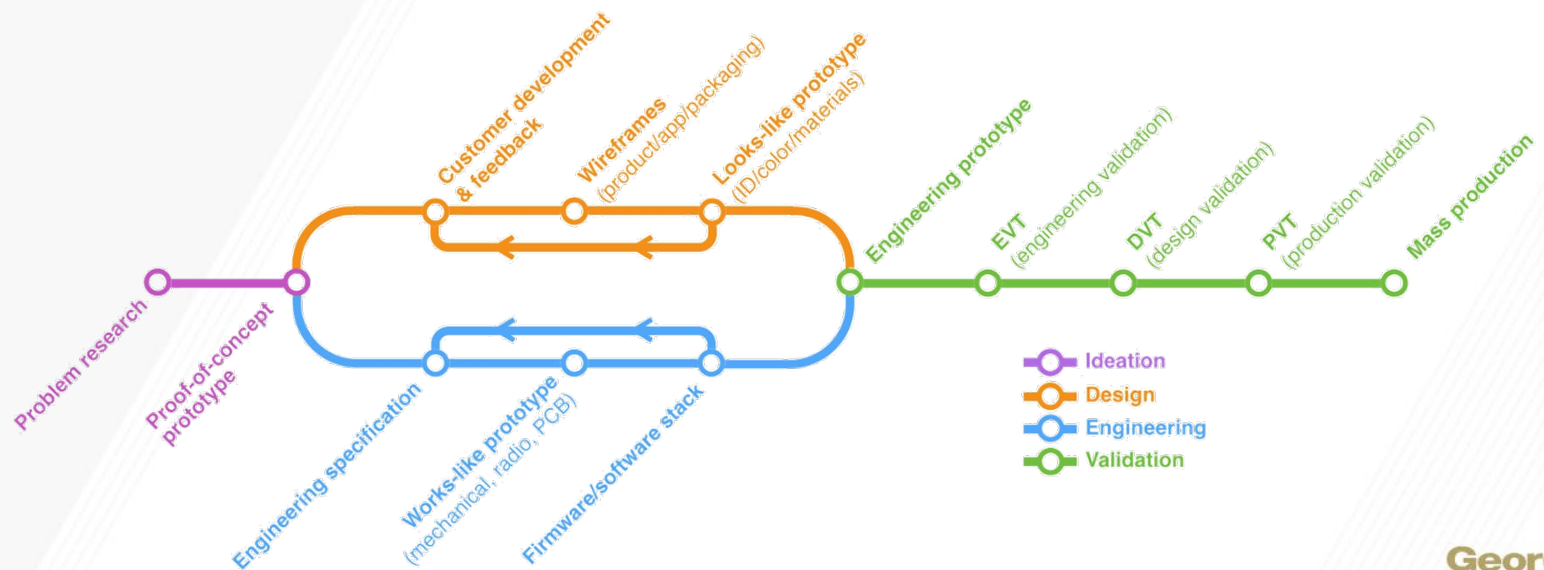 Problem research
Proof-of-concept
prototype
Customer development
& feedback
Wireframes
(product/app/packaging)
Looks-like prototype
(ID/color/materials)
Engineering specification
Works-like prototype
(mechanical, radio, PCB)
Firmware/software stack
Engineering prototype
EVT
(engineering validation)
DVT
(design validation)
PVT
(production validation)
Mass production
Ideation
Design
Engineering
Validation
Geor